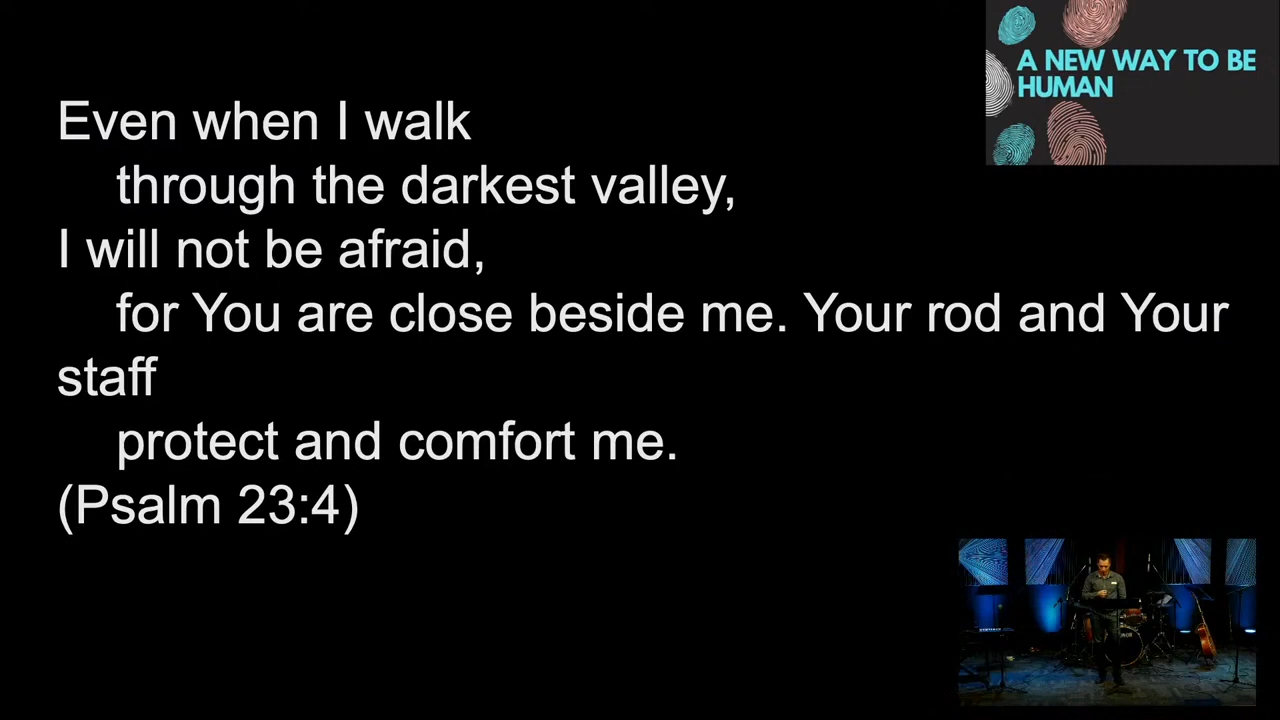 A NEW WAY TO BE
HUMAN
Even when I walk
through the darkest valley,
I will not be afraid,
for You are close beside me. Your rod and Your
staff
protect and comfort me.
(Psalm 23:4)